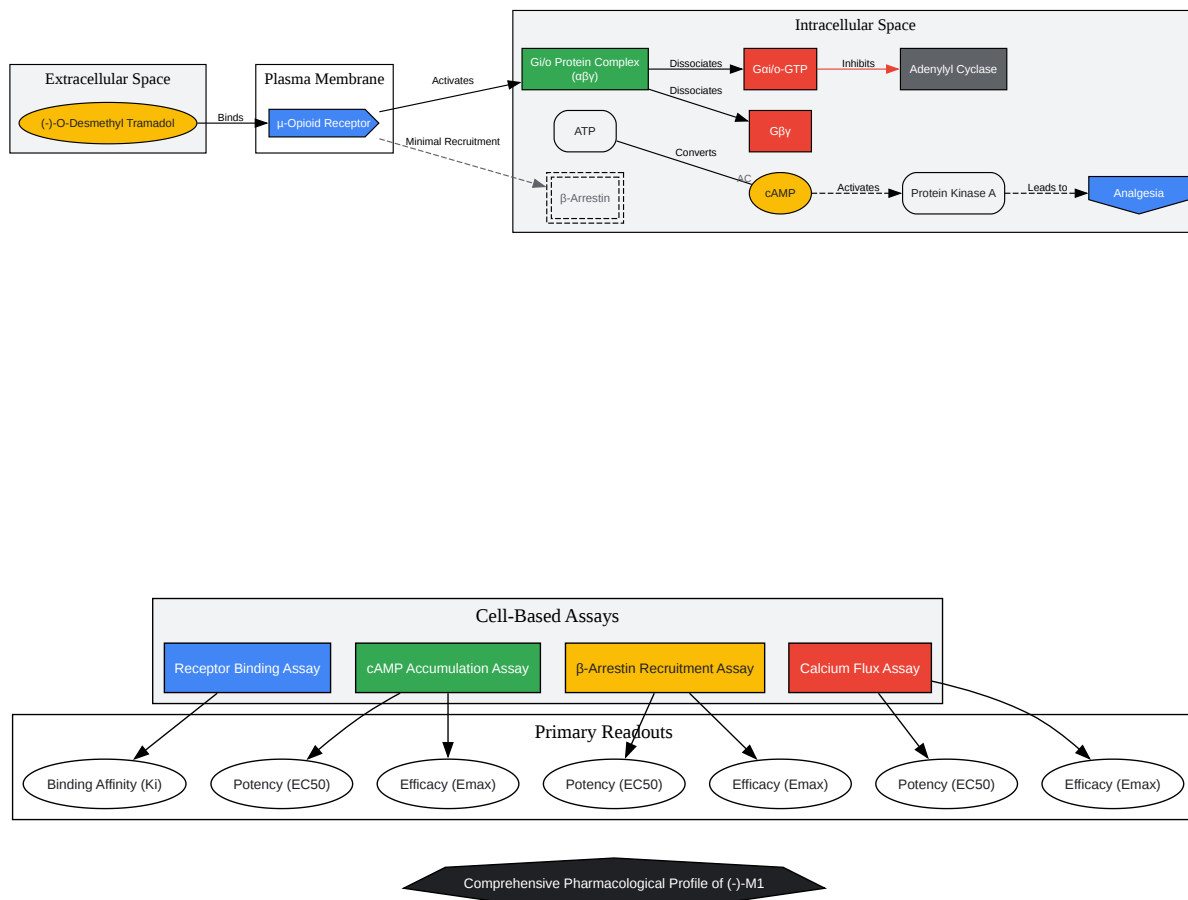 Intracellular Space
Extracellular Space
(-)-O-Desmethyl Tramadol
Binds
Plasma Membrane
μ-Opioid Receptor
Activates
Minimal Recruitment
Gi/o Protein Complex
(αβγ)
Dissociates
Dissociates
Gαi/o-GTP
Inhibits
Adenylyl Cyclase
Gβγ
ATP
Converts
AC
β-Arrestin
cAMP
Activates
Protein Kinase A
Leads to
Analgesia
Cell-Based Assays
Receptor Binding Assay
cAMP Accumulation Assay
β-Arrestin Recruitment Assay
Calcium Flux Assay
Primary Readouts
Binding Affinity (Ki)
Potency (EC50)
Efficacy (Emax)
Potency (EC50)
Efficacy (Emax)
Potency (EC50)
Efficacy (Emax)
Comprehensive Pharmacological Profile of (-)-M1